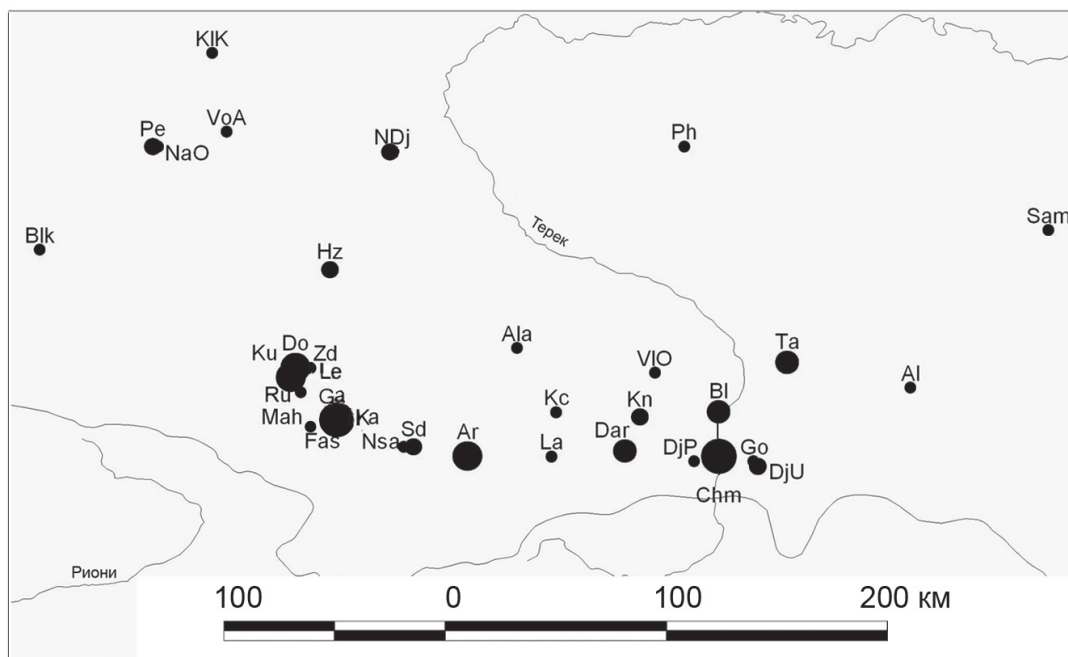 KlK
VoA
Pe
NaO
NDj
Ph
Sam
Blk
Терек
Hz
Ala
Ta
Do
Ku
Zd
Le
VlO
Al
Ru
Ga
Kc
Kn
Bl
Mah
Ka
Fas
Nsa
Sd
Ar
La
Dar
DjP
Go
DjU
Chm
Риони
100 0 100 200 км